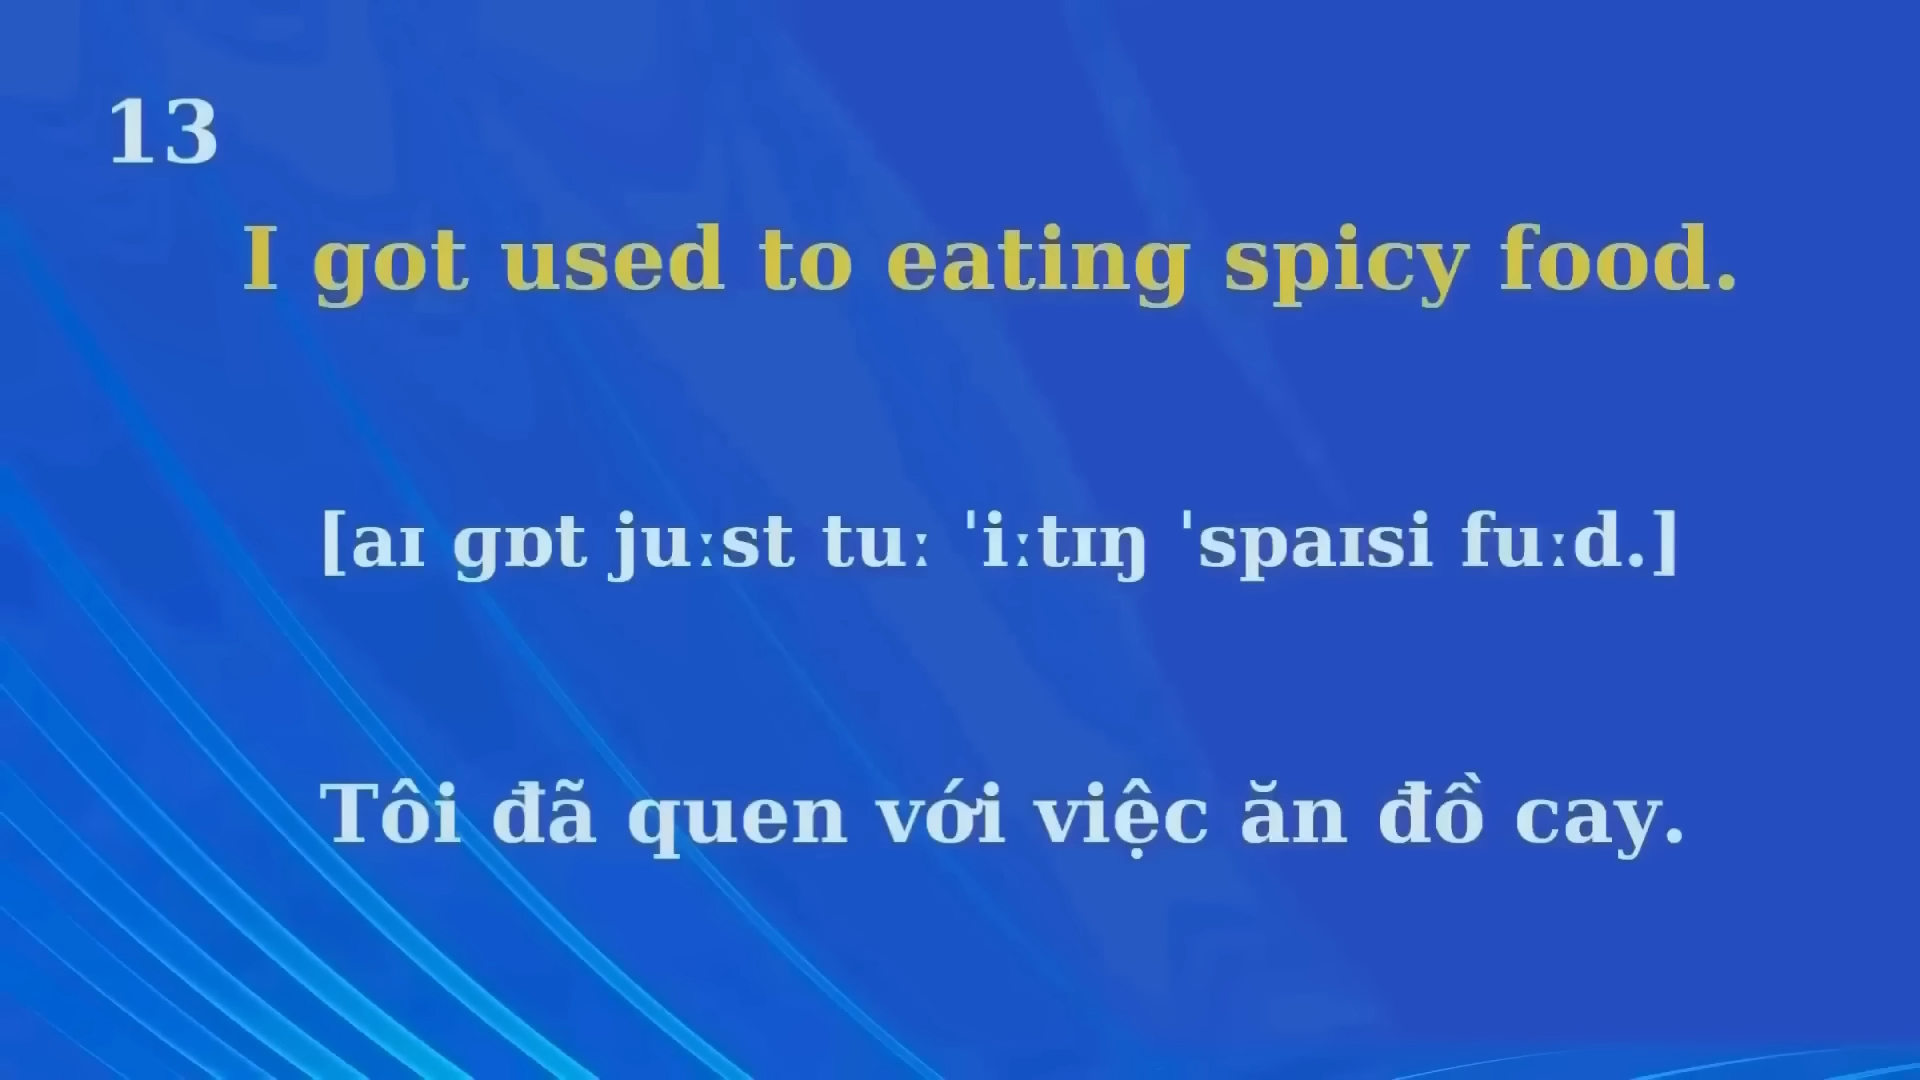 13
I got used to eating spicy food.
[aɪ ɡɒt juːst tuː ˈiːtɪŋ ˈspaɪsi fuːd.]
Tôi đã quen với việc ăn đồ cay.